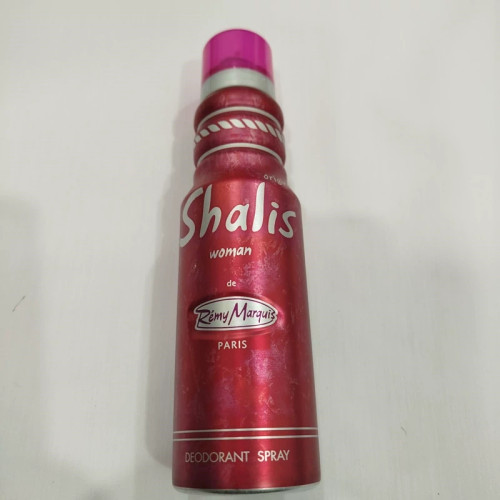 Shalis
woman
de
Rémy Marquis
PARIS
DEODORANT SPRAY